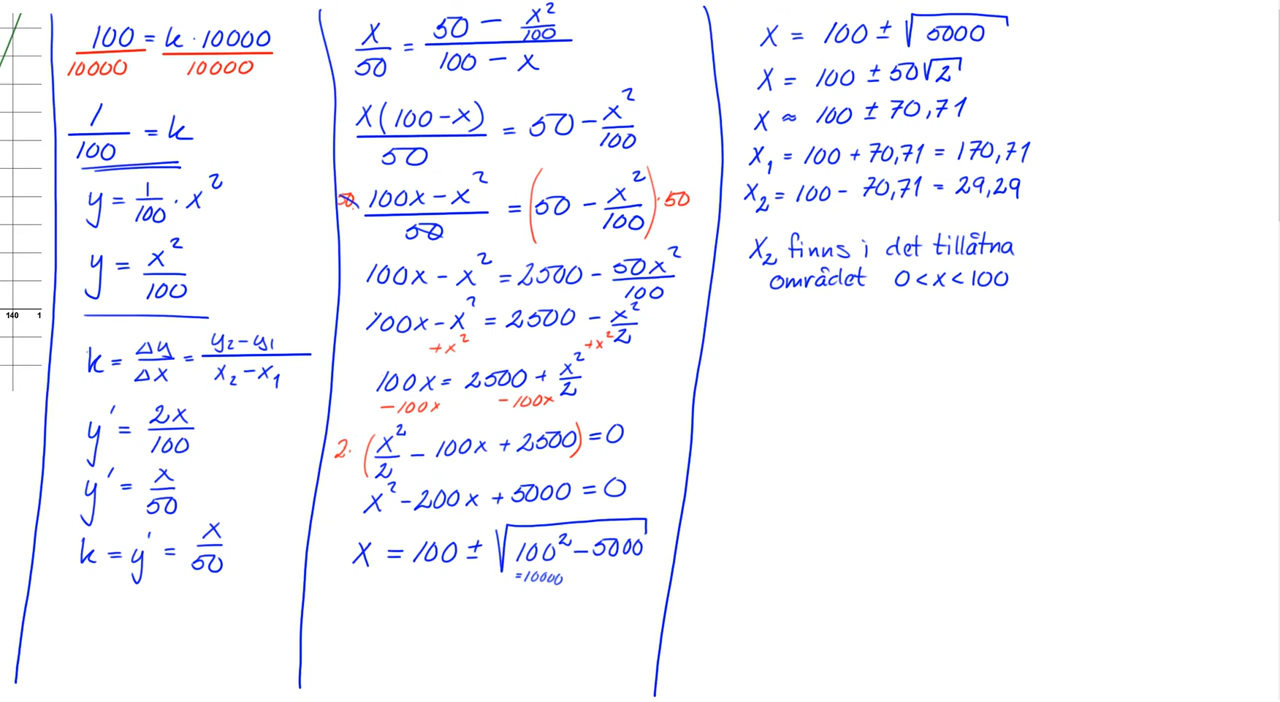 140 1
100 = k · 10000
10000 10000
1/100 = k
y = 1/100 · x²
y = x²/100
k = Δy/Δx = (y₂ - y₁)/(x₂ - x₁)
y' = 2x/100
y' = x/50
k = y' = x/50
x/50 = (50 - x²/100)/(100 - x)
x(100 - x)/50 = 50 - x²/100
50· (100x - x²)/50 = (50 - x²/100) · 50
100x - x² = 2500 - 50x²/100
100x - x² = 2500 - x²/2
+x² +x²
100x = 2500 + x²/2
-100x -100x
2· (x²/2 - 100x + 2500) = 0
x² - 200x + 5000 = 0
x = 100 ± √(100² - 5000)
=10000
x = 100 ± √5000
x = 100 ± 50√2
x ≈ 100 ± 70,71
x₁ = 100 + 70,71 = 170,71
x₂ = 100 - 70,71 = 29,29
x₂ finns i det tillåtna
området 0 < x < 100